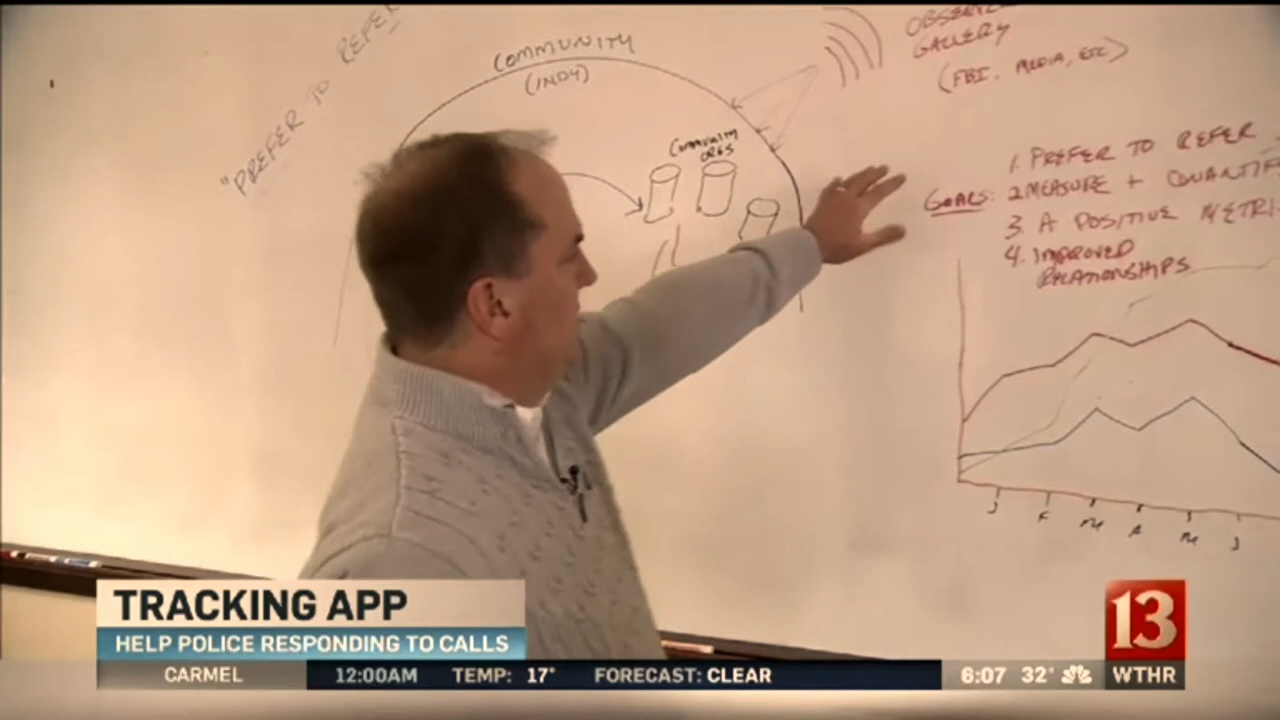 "PREFER TO REFER
COMMUNITY
(INDY)
COMMUNITY
ORGS
GALLERY
(FBI, MEDIA, ETC)
GOALS:
1. PREFER TO REFER
2. MEASURE + QUANTIF
3. A POSITIVE METRI
4. IMPROVED
RELATIONSHIPS
J F M A M J
TRACKING APP
HELP POLICE RESPONDING TO CALLS
CARMEL 12:00AM TEMP: 17° FORECAST: CLEAR 6:07 32°
13
WTHR